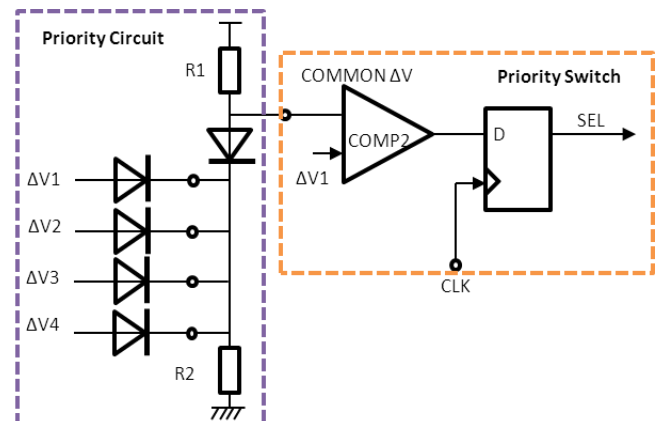 Priority Circuit
R1
ΔV1
ΔV2
ΔV3
ΔV4
R2
Priority Switch
COMMON ΔV
COMP2
ΔV1
D
SEL
CLK